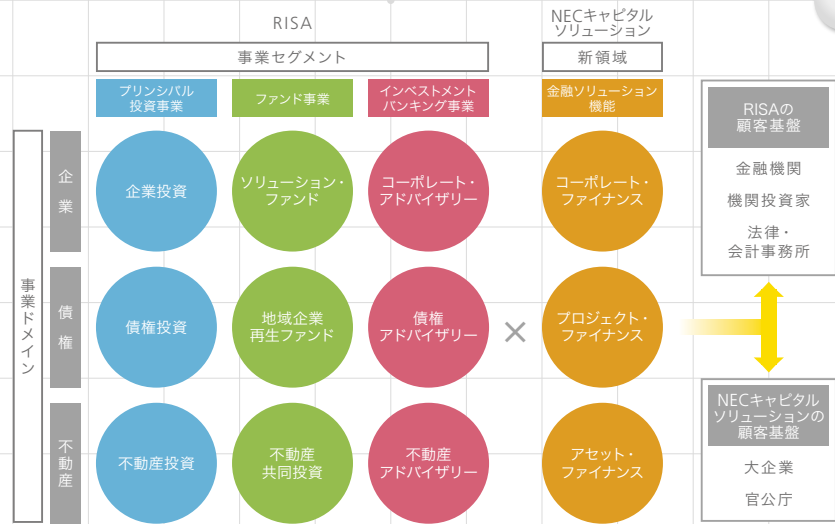 RISA
NECキャピタル
ソリューション
事業セグメント
新領域
プリンシパル
投資事業
ファンド事業
インベストメント
バンキング事業
金融ソリューション
機能
事業ドメイン
企業
企業投資
ソリューション・
ファンド
コーポレート・
アドバイザリー
コーポレート・
ファイナンス
債権
債権投資
地域企業
再生ファンド
債権
アドバイザリー
×
プロジェクト・
ファイナンス
不動産
不動産投資
不動産
共同投資
不動産
アドバイザリー
アセット・
ファイナンス
RISAの
顧客基盤
金融機関
機関投資家
法律・
会計事務所
NECキャピタル
ソリューションの
顧客基盤
大企業
官公庁